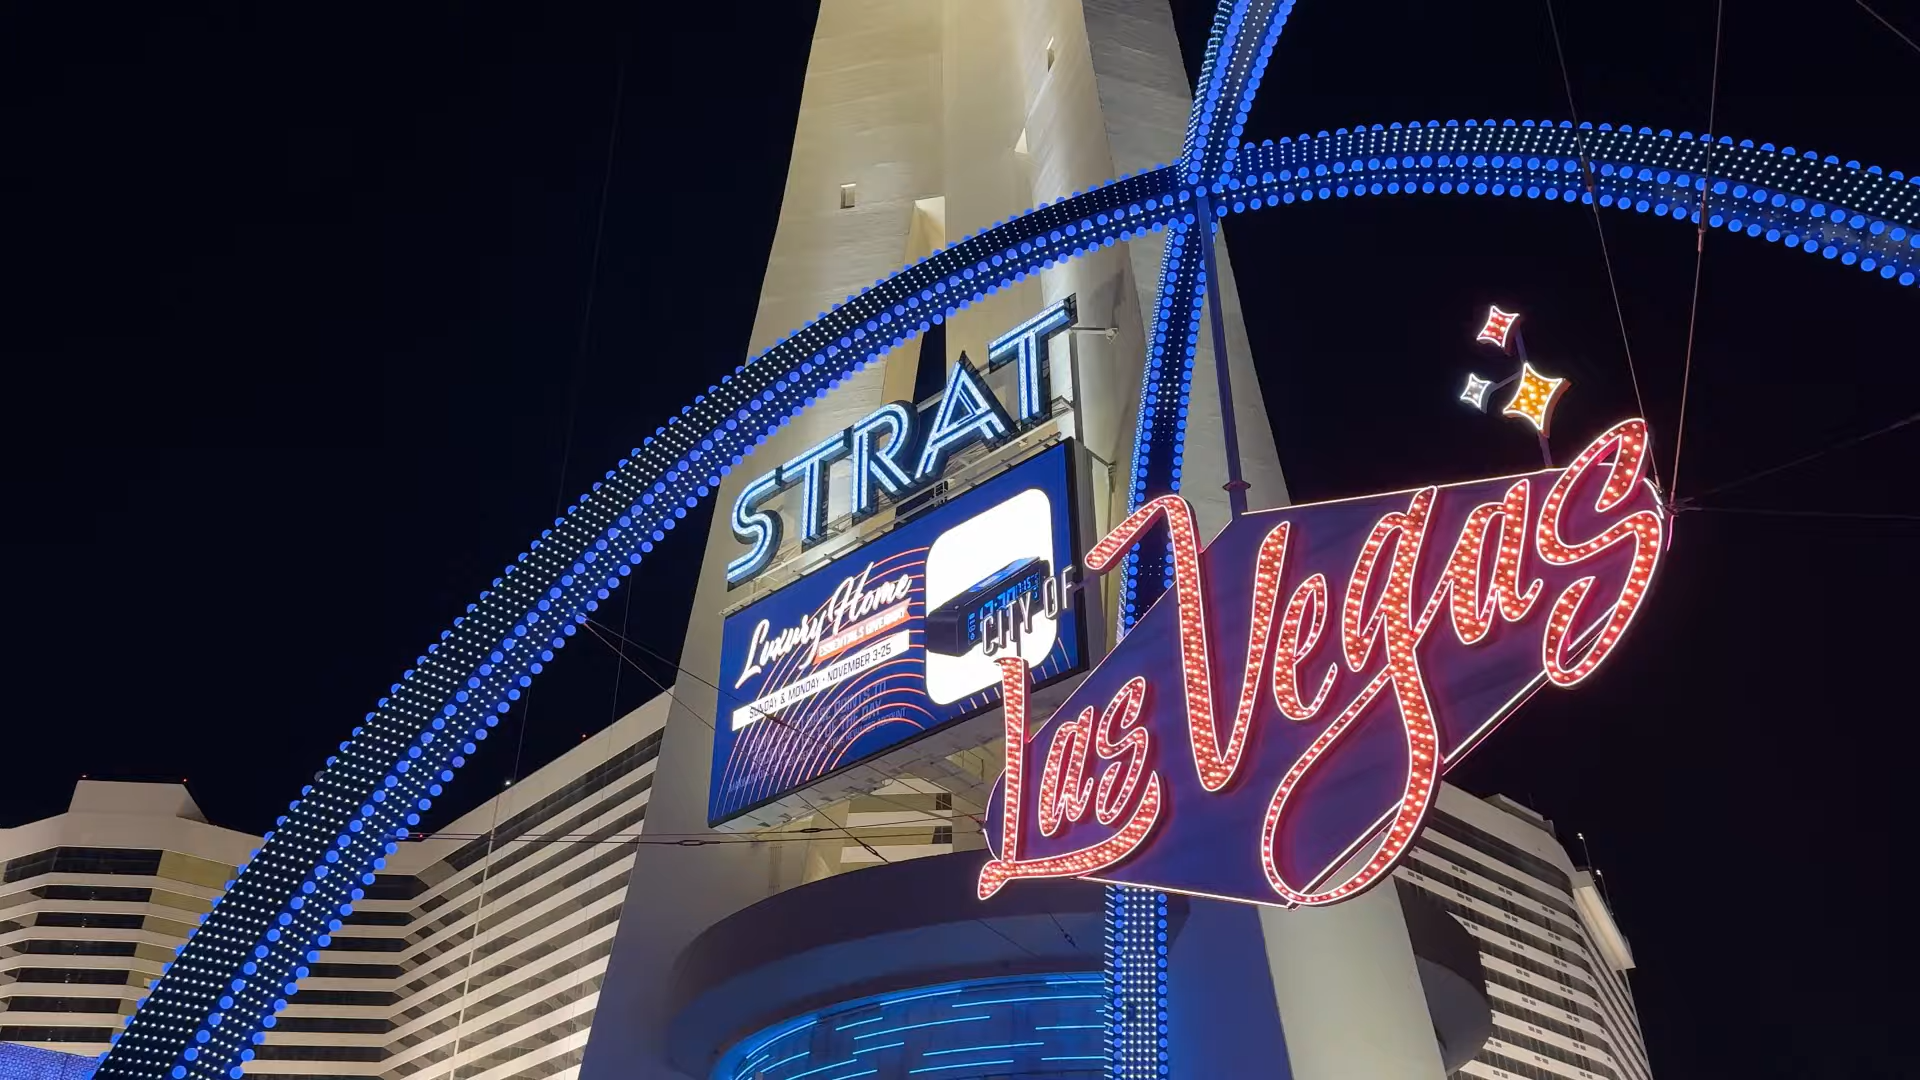 STRAT
Luxury Home
ESSENTIALS GIVEAWAY
SUNDAY & MONDAY • NOVEMBER 3-25
CITY OF
Las Vegas